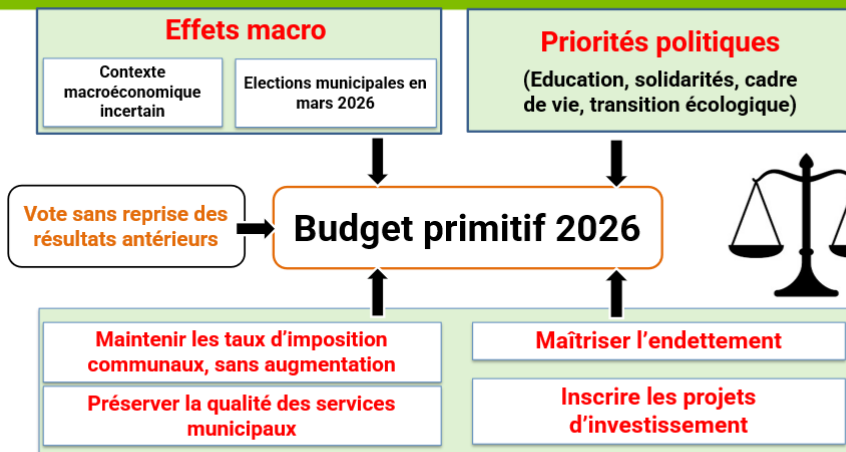 Effets macro
Contexte
macroéconomique
incertain
Elections municipales en
mars 2026
Priorités politiques
(Education, solidarités, cadre
de vie, transition écologique)
Vote sans reprise des
résultats antérieurs
Budget primitif 2026
Maintenir les taux d’imposition
communaux, sans augmentation
Préserver la qualité des services
municipaux
Maîtriser l’endettement
Inscrire les projets
d’investissement